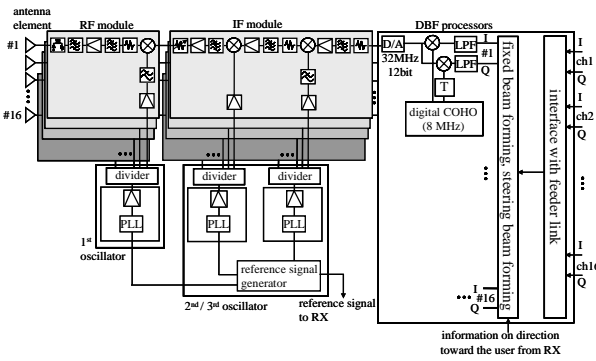 antenna
element
RF module
IF module
DBF processors
#1
#16
D/A
32MHz
12bit
LPF
LPF
I
#1
Q
T
digital COHO
(8 MHz)
fixed beam forming, steering beam forming
interface with feeder link
I
ch1
Q
I
ch2
Q
I
ch16
Q
I
#16
Q
divider
divider
divider
PLL
PLL
PLL
1st
oscillator
reference signal
generator
2nd / 3rd oscillator
reference signal
to RX
information on direction
toward the user from RX